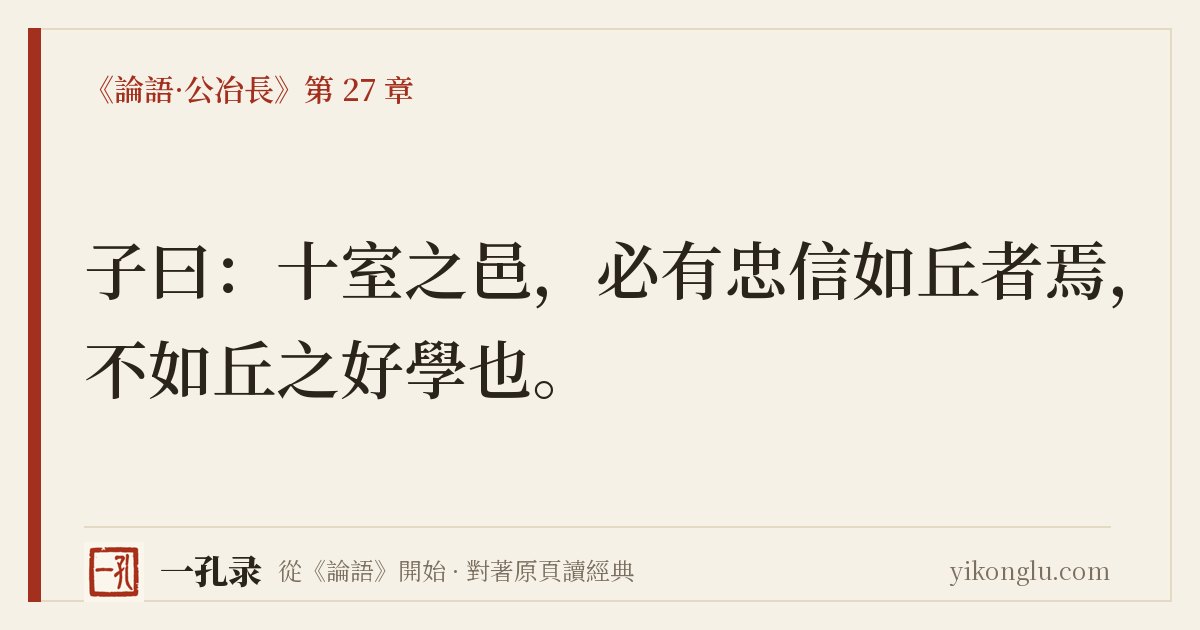 《論語·公冶長》第 27 章
子曰：十室之邑，必有忠信如丘者焉，
不如丘之好學也。
一孔
一孔录 從《論語》開始 · 對著原頁讀經典
yikonglu.com